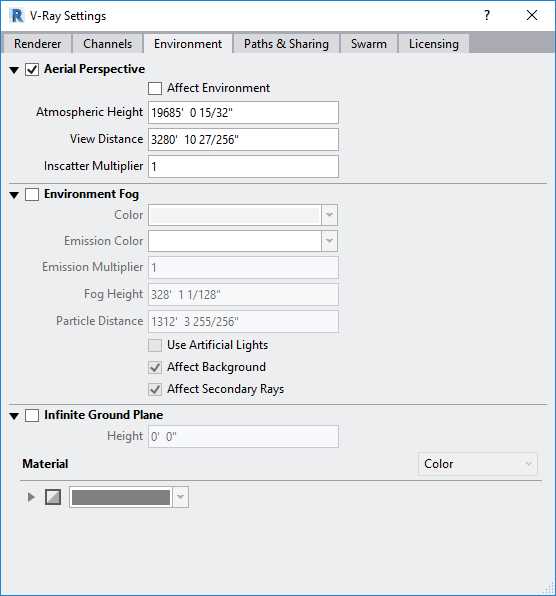 R V-Ray Settings ? ×
Renderer Channels Environment Paths & Sharing Swarm Licensing
Aerial Perspective
Affect Environment
Atmospheric Height 19685'  0 15/32"
View Distance 3280'  10 27/256"
Inscatter Multiplier 1
Environment Fog
Color
Emission Color
Emission Multiplier 1
Fog Height 328'  1 1/128"
Particle Distance 1312'  3 255/256"
Use Artificial Lights
Affect Background
Affect Secondary Rays
Infinite Ground Plane
Height 0'  0"
Material Color